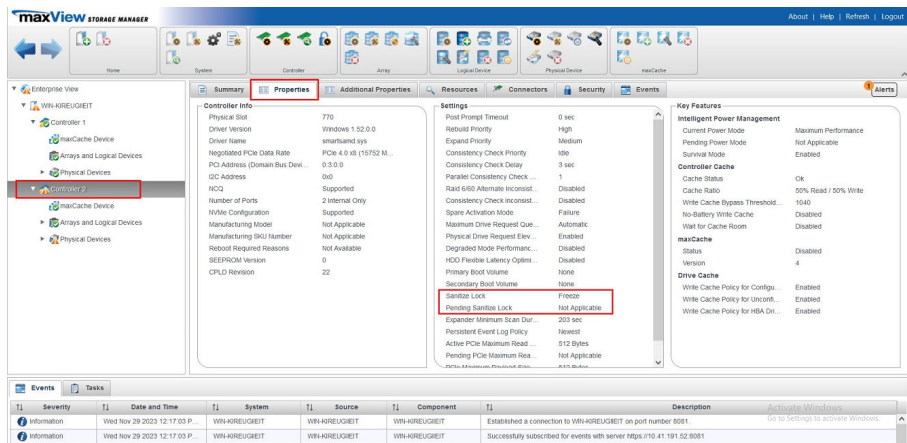 maxView STORAGE MANAGER
About | Help | Refresh | Logout
Home
System
Controller
Array
Logical Device
Physical Device
maxCache
Enterprise View
WIN-KIREUGIIEIT
Controller 1
maxCache Device
Arrays and Logical Devices
Physical Devices
Controller 2
maxCache Device
Arrays and Logical Devices
Physical Devices
Summary Properties Additional Properties Resources Connectors Security Events 1 Alerts
Controller Info
Physical Slot 770
Driver Version Windows 1.52.0.0
Driver Name smartsamd.sys
Negotiated PCIe Data Rate PCIe 4.0 x8 (15752 M...
PCI Address (Domain:Bus:Devi... 0:3:0:0
I2C Address 0x0
NCQ Supported
Number of Ports 2 Internal Only
NVMe Configuration Supported
Manufacturing Model Not Applicable
Manufacturing SKU Number Not Applicable
Reboot Required Reasons Not Available
SEEPROM Version 0
CPLD Revision 22
Settings
Post Prompt Timeout 0 sec
Rebuild Priority High
Expand Priority Medium
Consistency Check Priority Idle
Consistency Check Delay 3 sec
Parallel Consistency Check ... 1
Raid 6/60 Alternate Inconsist... Disabled
Consistency Check Inconsist... Disabled
Spare Activation Mode Failure
Maximum Drive Request Que... Automatic
Physical Drive Request Elev... Enabled
Degraded Mode Performanc... Disabled
HDD Flexible Latency Optimi... Disabled
Primary Boot Volume None
Secondary Boot Volume None
Sanitize Lock Freeze
Pending Sanitize Lock Not Applicable
Expander Minimum Scan Dur... 203 sec
Persistent Event Log Policy Newest
Active PCIe Maximum Read ... 512 Bytes
Pending PCIe Maximum Rea... Not Applicable
PCIe Maximum Payload Size 512 Bytes
Key Features
Intelligent Power Management
Current Power Mode Maximum Performance
Pending Power Mode Not Applicable
Survival Mode Enabled
Controller Cache
Cache Status Ok
Cache Ratio 50% Read / 50% Write
Write Cache Bypass Threshold... 1040
No-Battery Write Cache Disabled
Wait for Cache Room Disabled
maxCache
Status Disabled
Version 4
Drive Cache
Write Cache Policy for Configu... Enabled
Write Cache Policy for Unconfi... Enabled
Write Cache Policy for HBA Dri... Enabled
Events Tasks
Severity Date and Time System Source Component Description
Information Wed Nov 29 2023 12:17:03 P... WIN-KIREUGIIEIT WIN-KIREUGIIEIT WIN-KIREUGIIEIT Established a connection to WIN-KIREUGIIEIT on port number 8081.
Information Wed Nov 29 2023 12:17:03 P... WIN-KIREUGIIEIT WIN-KIREUGIIEIT WIN-KIREUGIIEIT Successfully subscribed for events with server https://10.41.191.52:8081
Activate Windows
Go to Settings to activate Windows.